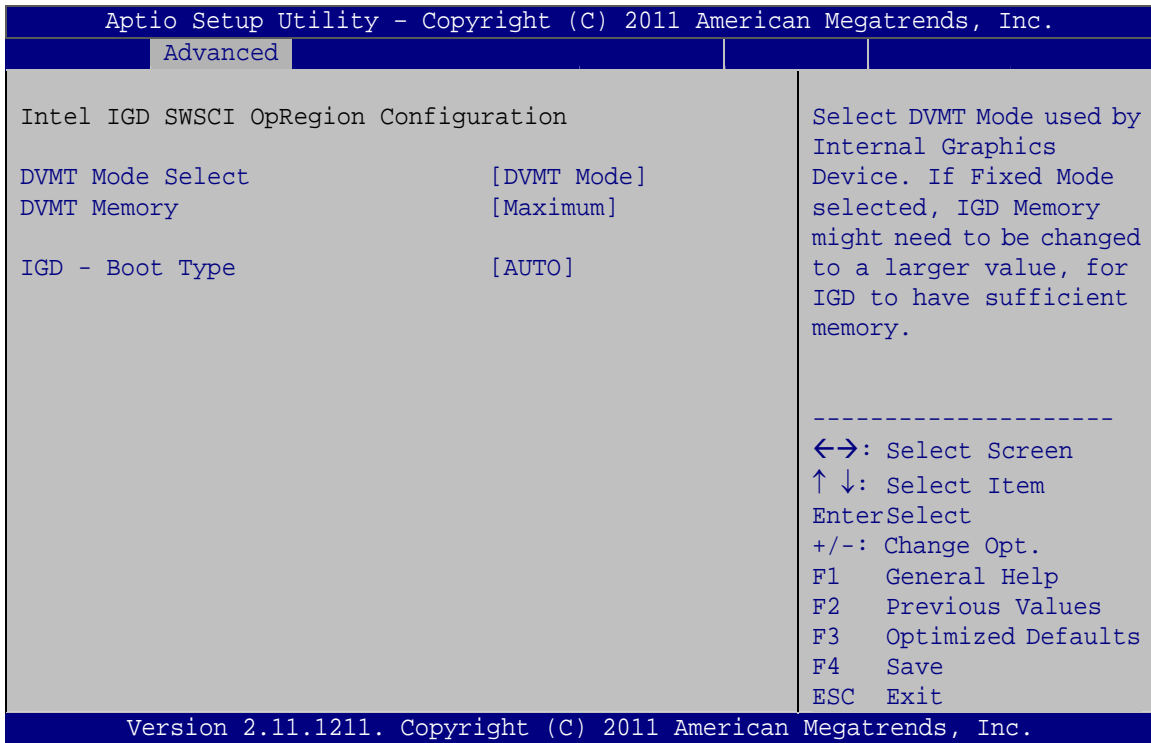 Aptio Setup Utility – Copyright (C) 2011 American Megatrends, Inc.
Advanced
Intel IGD SWSCI OpRegion Configuration
DVMT Mode Select [DVMT Mode]
DVMT Memory [Maximum]
IGD - Boot Type [AUTO]
Select DVMT Mode used by
Internal Graphics
Device. If Fixed Mode
selected, IGD Memory
might need to be changed
to a larger value, for
IGD to have sufficient
memory.
---------------------
←→: Select Screen
↑ ↓: Select Item
EnterSelect
+/-: Change Opt.
F1 General Help
F2 Previous Values
F3 Optimized Defaults
F4 Save
ESC Exit
Version 2.11.1211. Copyright (C) 2011 American Megatrends, Inc.